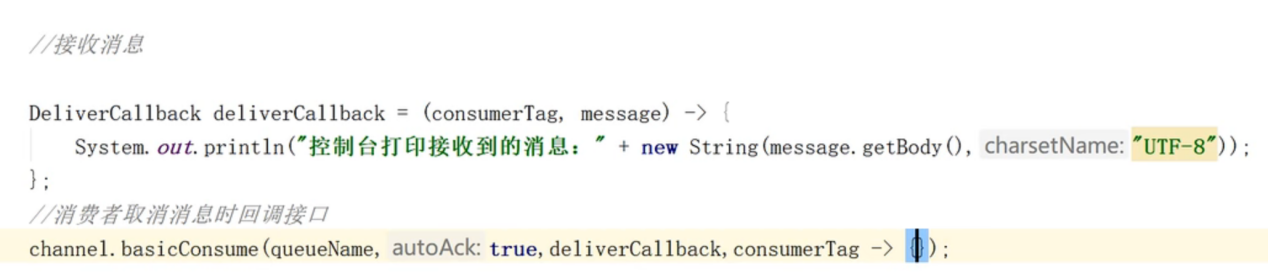 //接收消息
DeliverCallback deliverCallback = (consumerTag, message) -> {
System.out.println("控制台打印接收到的消息：" + new String(message.getBody(), charsetName: "UTF-8"));
};
//消费者取消消息时回调接口
channel.basicConsume(queueName, autoAck: true,deliverCallback,consumerTag -> {});